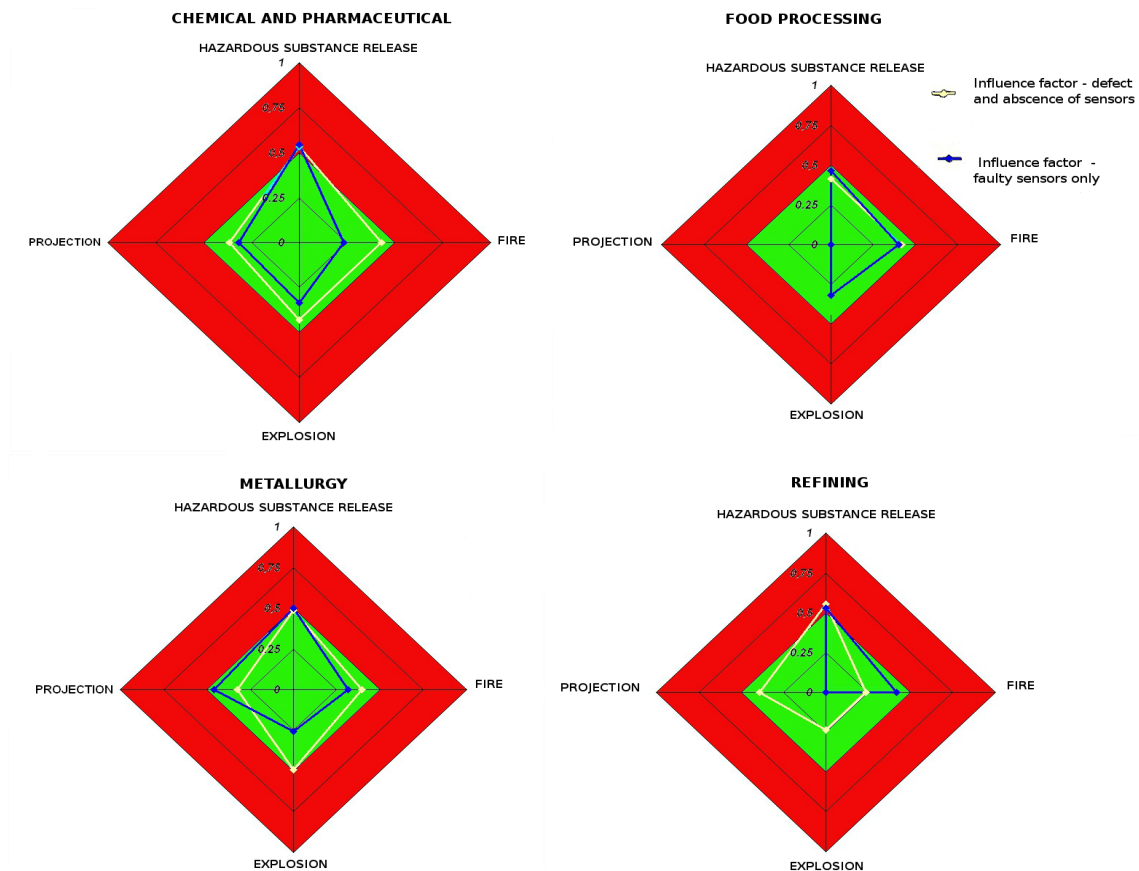 CHEMICAL AND PHARMACEUTICAL
HAZARDOUS SUBSTANCE RELEASE
1
0,75
0,5
0.25
0
PROJECTION
FIRE
EXPLOSION
FOOD PROCESSING
HAZARDOUS SUBSTANCE RELEASE
1
0,75
0,5
0.25
0
PROJECTION
FIRE
EXPLOSION
Influence factor - defect
and abscence of sensors
Influence factor -
faulty sensors only
METALLURGY
HAZARDOUS SUBSTANCE RELEASE
1
0,75
0,5
0.25
0
PROJECTION
FIRE
EXPLOSION
REFINING
HAZARDOUS SUBSTANCE RELEASE
1
0,75
0,5
0.25
0
PROJECTION
FIRE
EXPLOSION